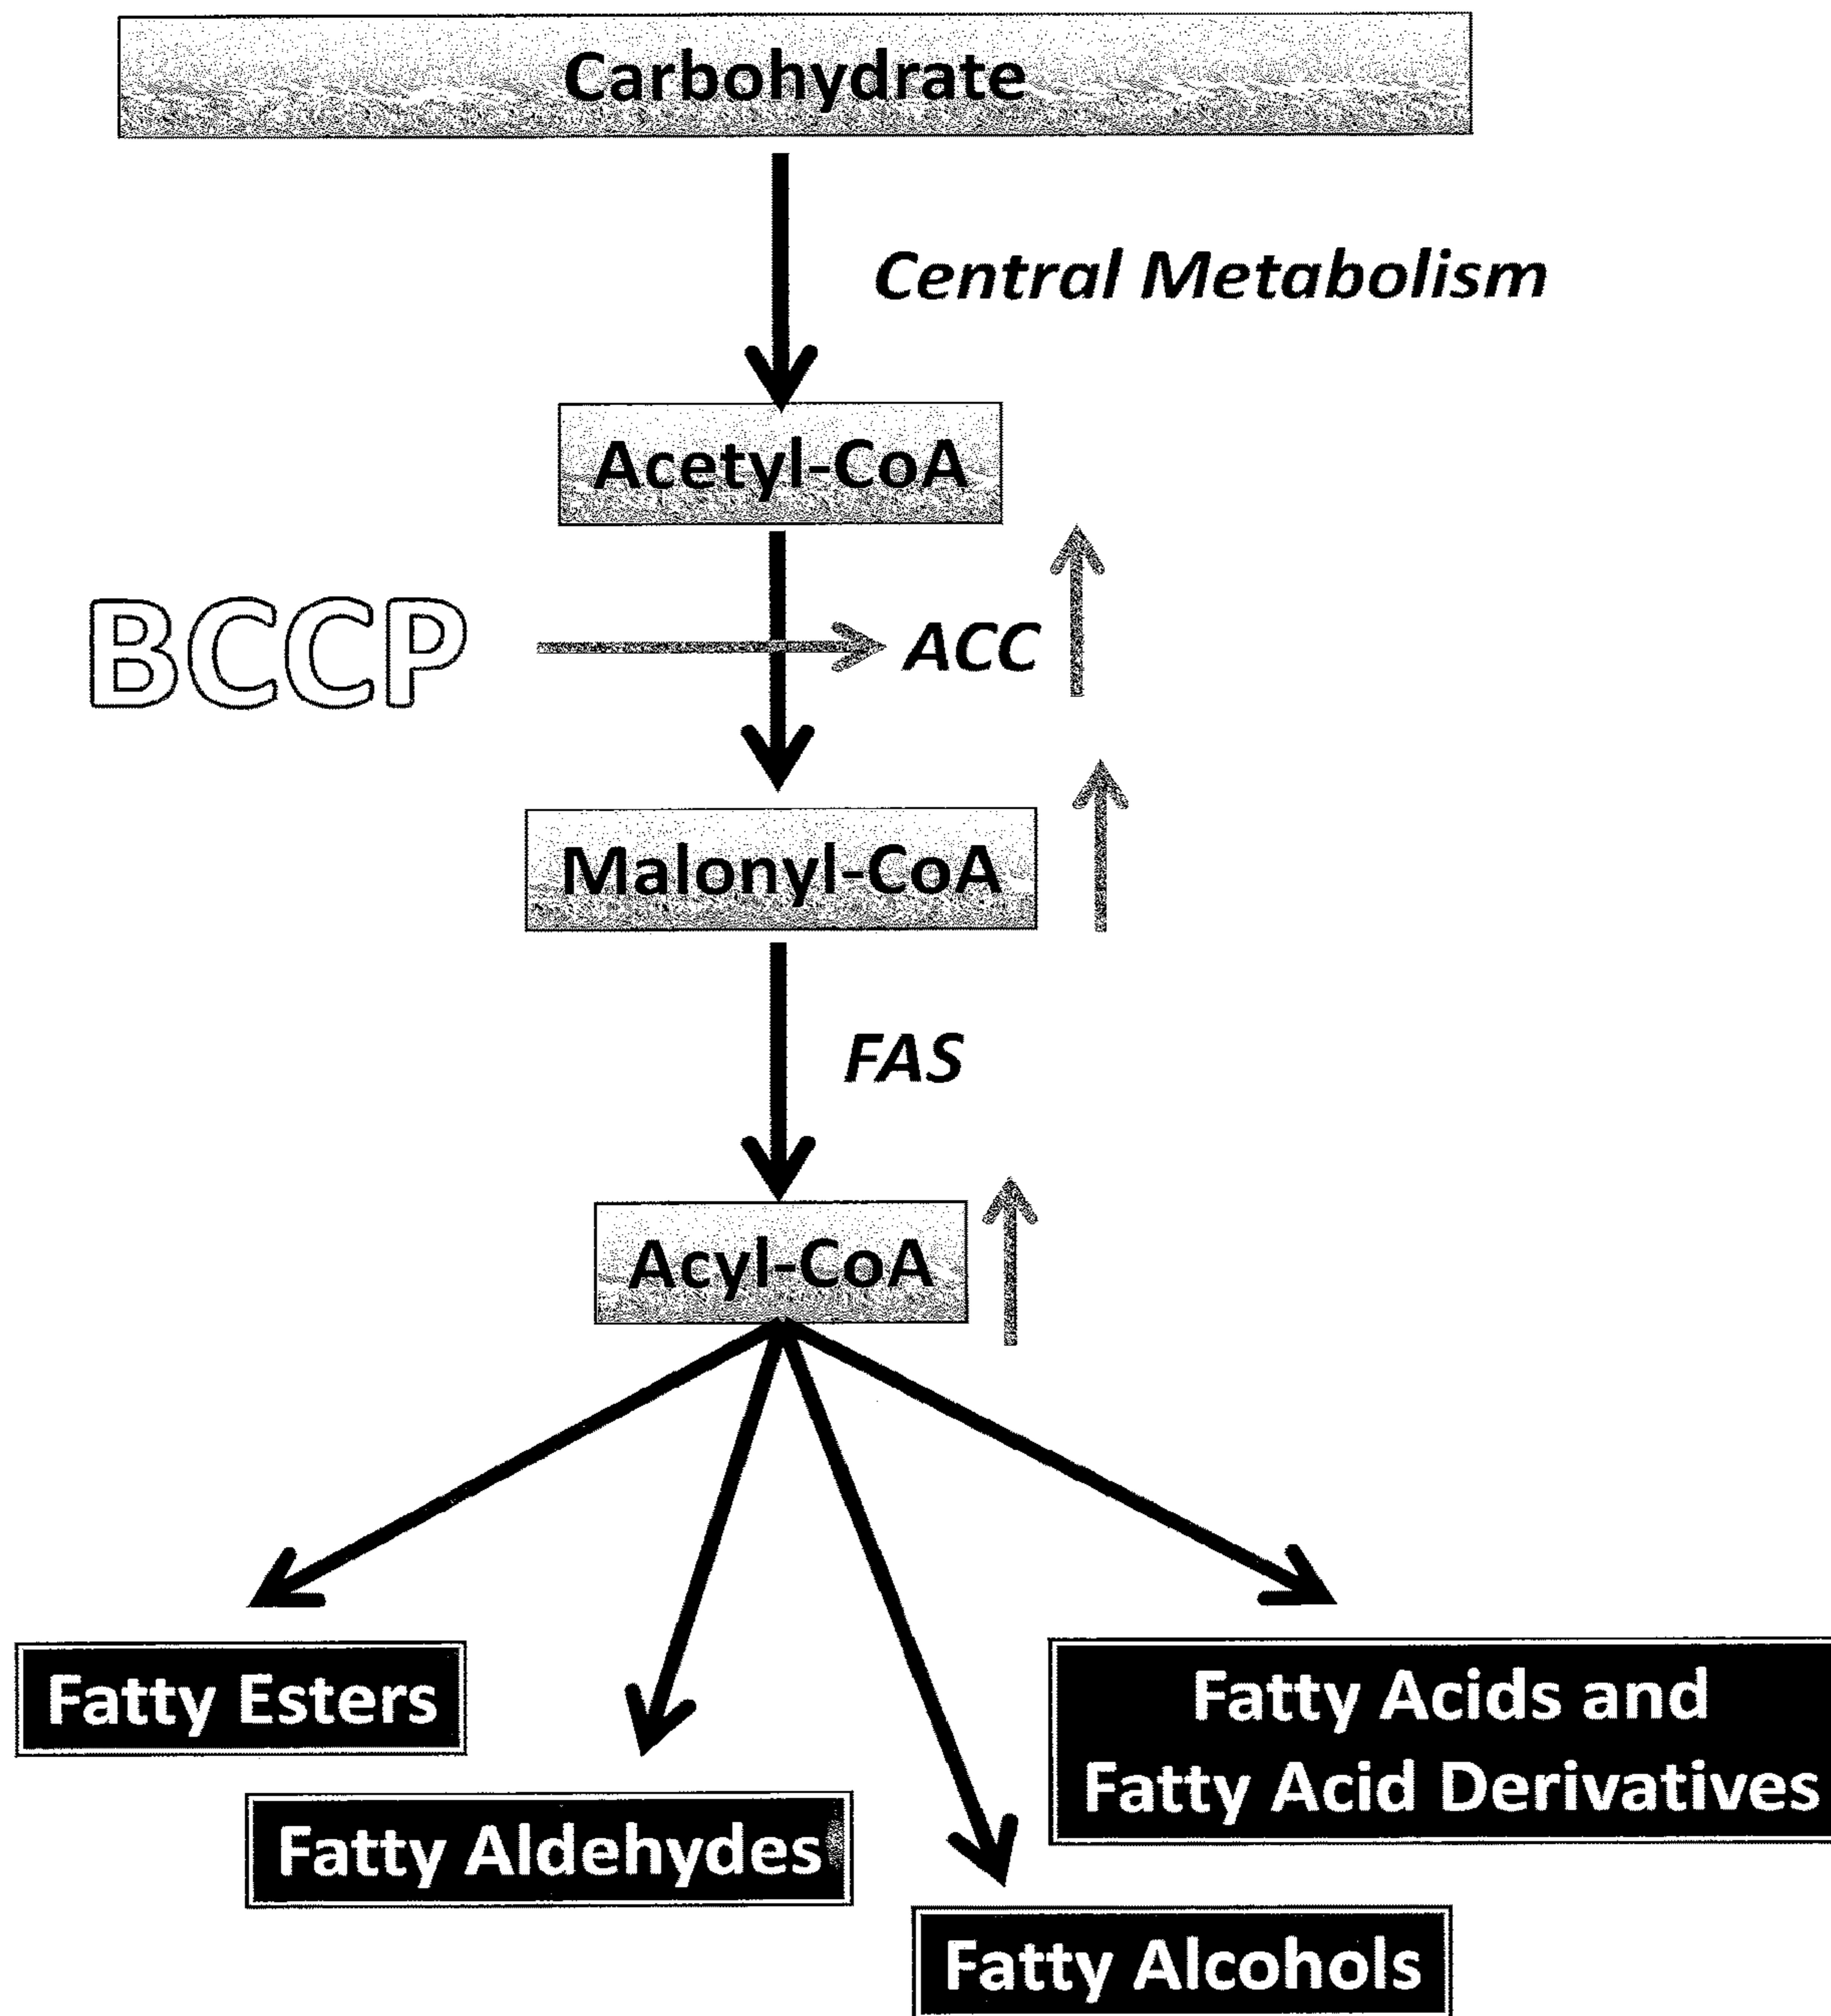 Carbohydrate
Central Metabolism
Acetyl-CoA
BCCP
ACC
Malonyl-CoA
FAS
Acyl-CoA
Fatty Esters
Fatty Acids and
Fatty Acid Derivatives
Fatty Aldehydes
Fatty Alcohols